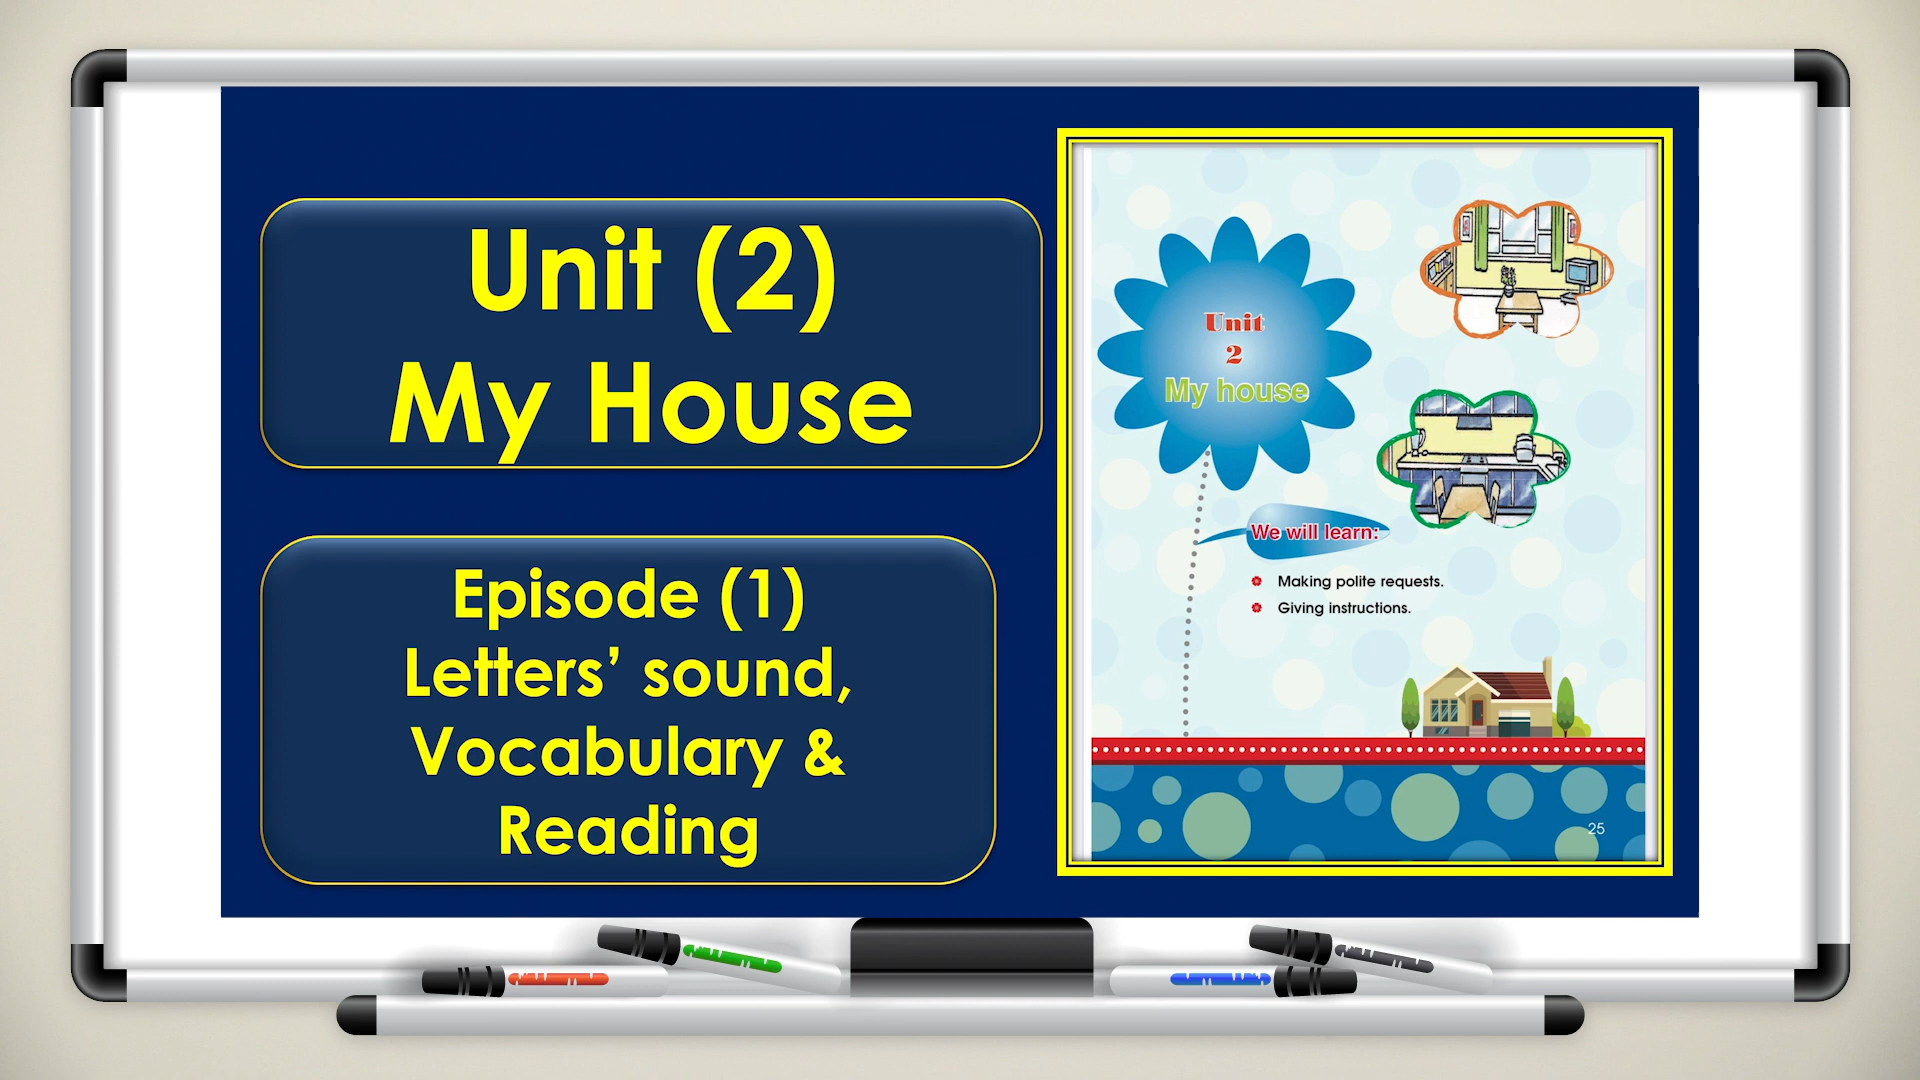 Unit (2)
My House
Episode (1)
Letters’ sound,
Vocabulary &
Reading
Unit
2
My house
We will learn:
Making polite requests.
Giving instructions.
25